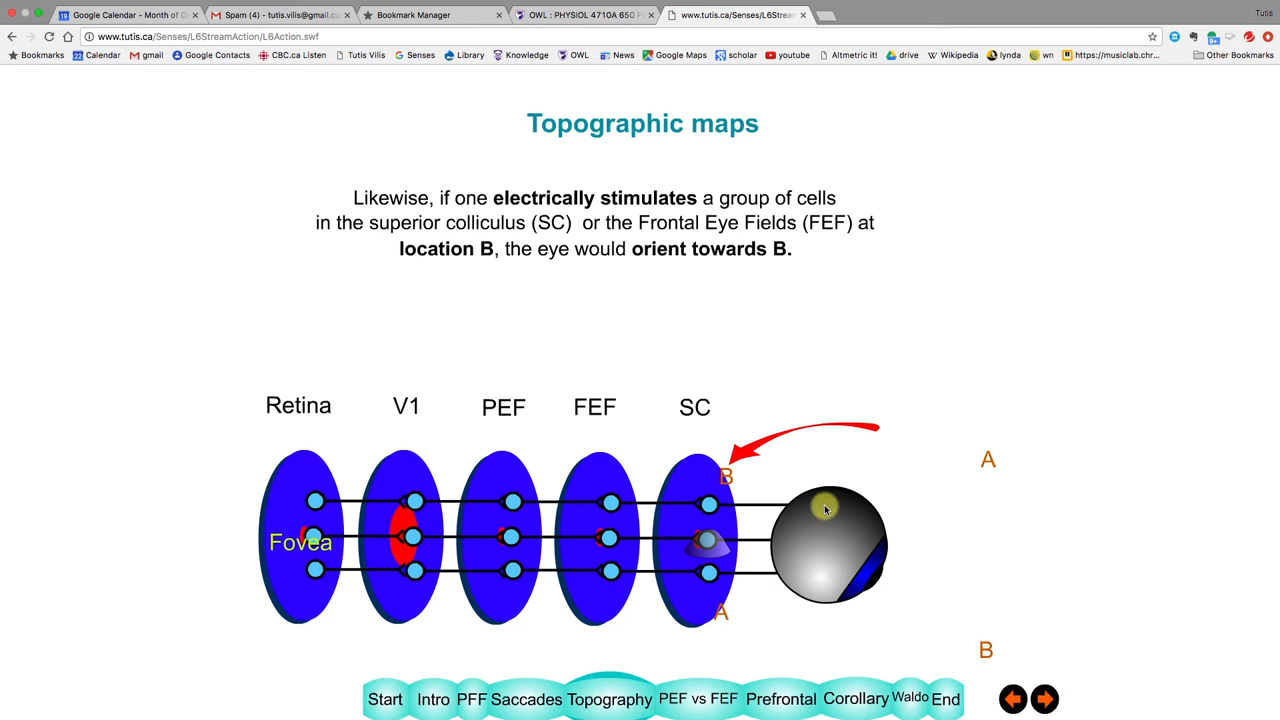 Google Calendar - Month of O
Spam (4) - tutis.vilis@gmail.co
Bookmark Manager
OWL : PHYSIOL 4710A 650 F
www.tutis.ca/Senses/L6Stream
Tutis
www.tutis.ca/Senses/L6StreamAction/L6Action.swf
Bookmarks
22 Calendar
gmail
Google Contacts
CBC.ca Listen
Tutis Vilis
Senses
Library
Knowledge
OWL
News
Google Maps
scholar
youtube
Altmetric it!
drive
Wikipedia
lynda
wn
https://musiclab.chr...
Other Bookmarks
Topographic maps
Likewise, if one electrically stimulates a group of cells
in the superior colliculus (SC) or the Frontal Eye Fields (FEF) at
location B, the eye would orient towards B.
Retina V1 PEF FEF SC
A
B
Fovea
A
B
Start Intro PFF Saccades Topography PEF vs FEF Prefrontal Corollary Waldo End